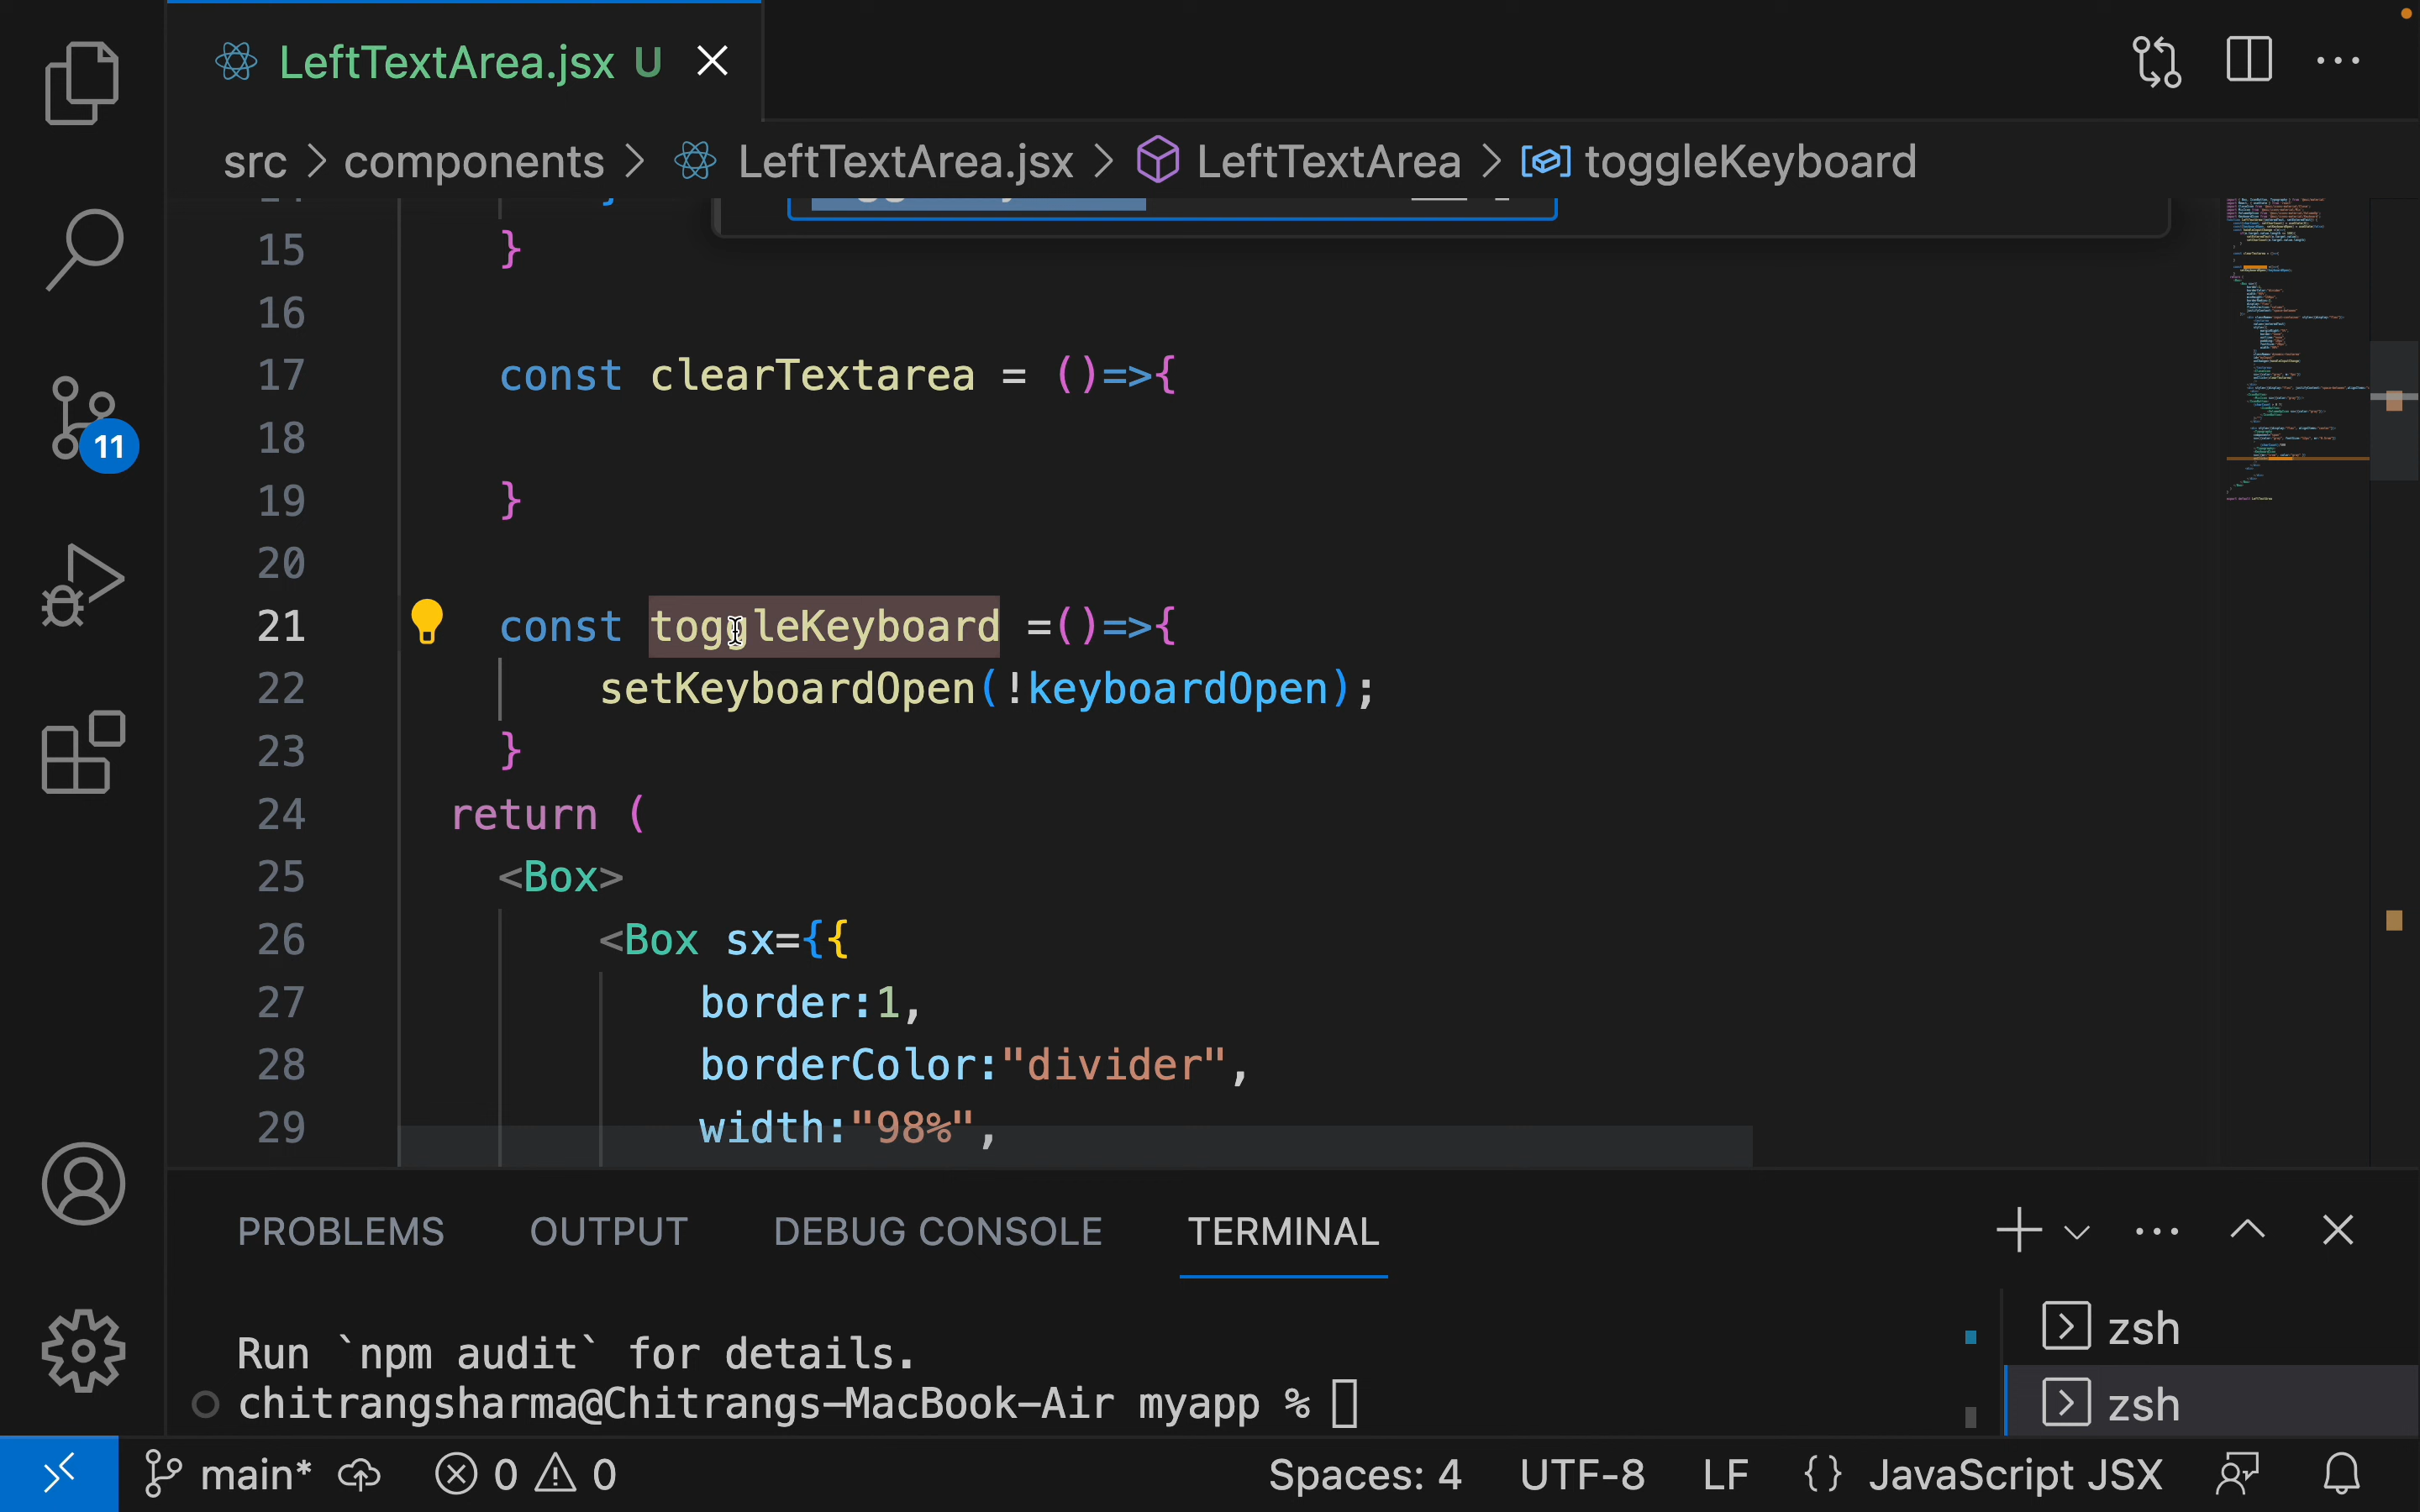 LeftTextArea.jsx U
src > components > LeftTextArea.jsx > LeftTextArea > toggleKeyboard
15 }
16
17 const clearTextarea = ()=>{
18
19 }
20
21 const toggleKeyboard =()=>{
22 setKeyboardOpen(!keyboardOpen);
23 }
24 return (
25 <Box>
26 <Box sx={{
27 border:1,
28 borderColor:"divider",
29 width:"98%",
11
PROBLEMS OUTPUT DEBUG CONSOLE TERMINAL
Run `npm audit` for details.
chitrangsharma@Chitrangs-MacBook-Air myapp %
zsh
zsh
main* 0 0 Spaces: 4 UTF-8 LF {} JavaScript JSX